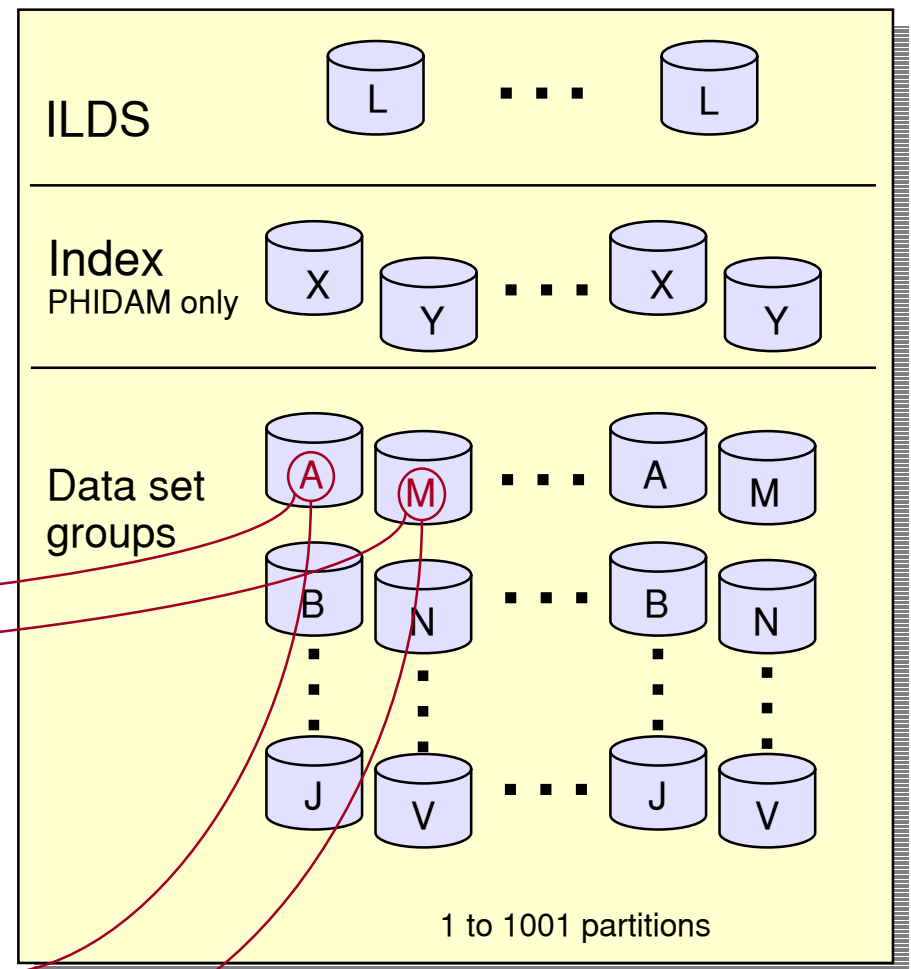 L L
ILDS
Index
PHIDAM only
X X
Y Y
Data set
groups
A A
M M
B B
N N
J J
V V
1 to 1001 partitions